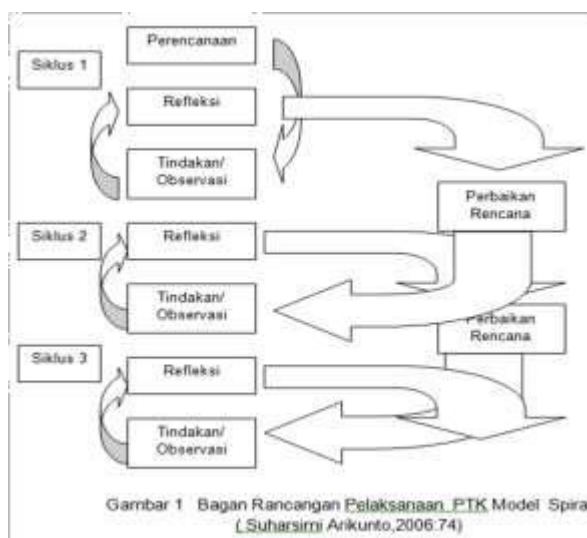 Perencanaan
Siklus 1
Refleksi
Tindakan/
Observasi
Perbaikan
Rencana
Siklus 2
Refleksi
Tindakan/
Observasi
Perbaikan
Rencana
Siklus 3
Refleksi
Tindakan/
Observasi
Gambar 1 Bagan Rancangan Pelaksanaan PTK Model Spira
( Suharsimi Arikunto,2006:74)